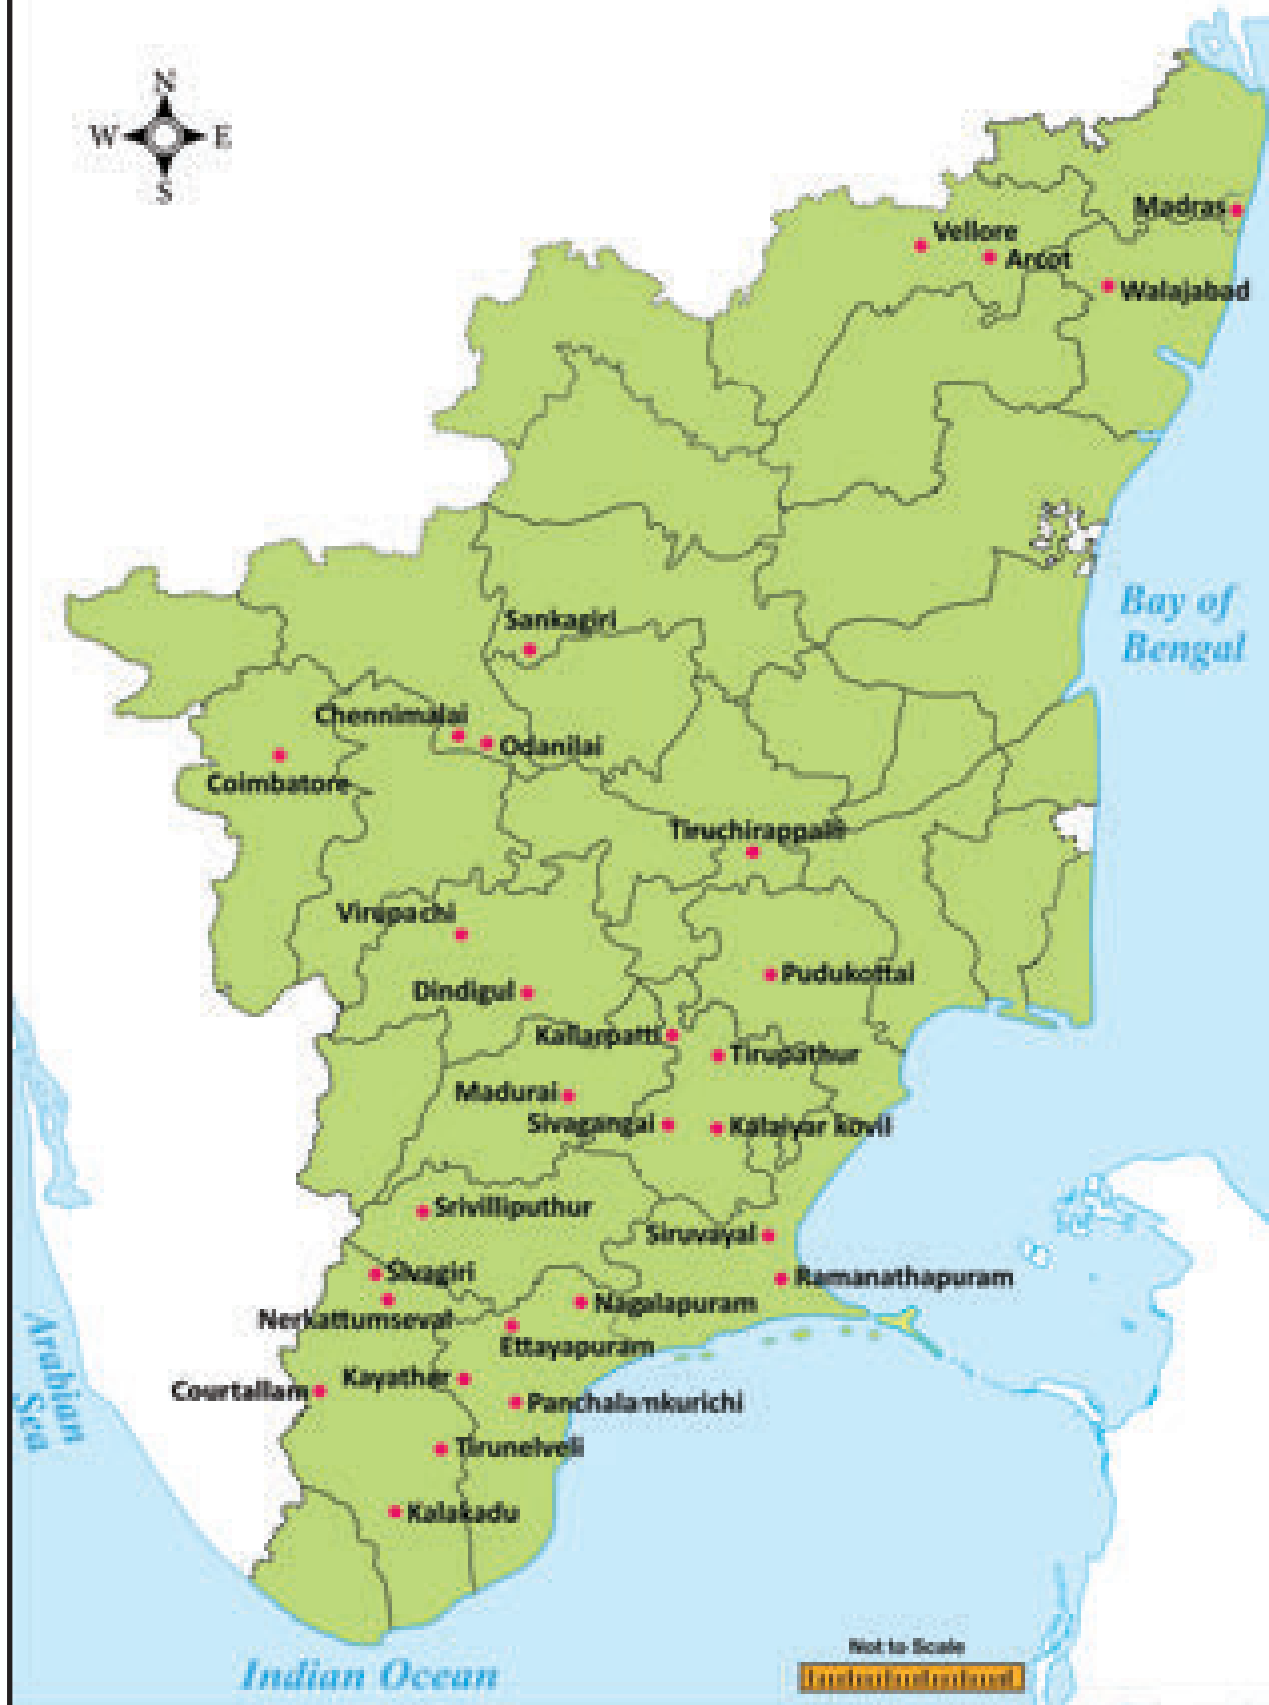 N
W E
S
Madras
Vellore
Arcot
Walajabad
Bay of
Bengal
Sankagiri
Chennimalai
Odanilai
Coimbatore
Tiruchirappalli
Virupachi
Pudukottai
Dindigul
Kallarpatti
Tirupathur
Madurai
Sivagangai
Kalaiyar kovil
Srivilliputhur
Siruvayal
Sivagiri
Ramanathapuram
Nagalapuram
Nerkattumseval
Ettayapuram
Kayathar
Courtallam
Panchalamkurichi
Arabian
Sea
Tirunelveli
Kalakadu
Not to Scale
Indian Ocean